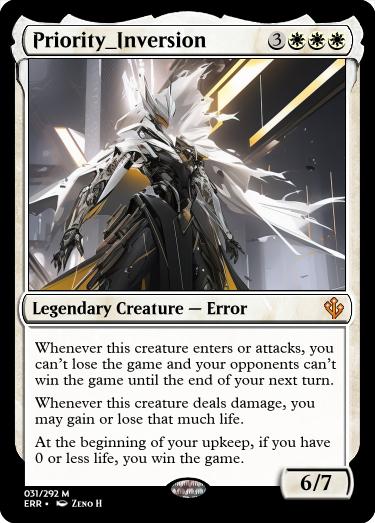 Priority_Inversion 3
Legendary Creature — Error
Whenever this creature enters or attacks, you
can't lose the game and your opponents can't
win the game until the end of your next turn.
Whenever this creature deals damage, you
may gain or lose that much life.
At the beginning of your upkeep, if you have
0 or less life, you win the game.
6/7
031/292 M
ERR • Zeno H